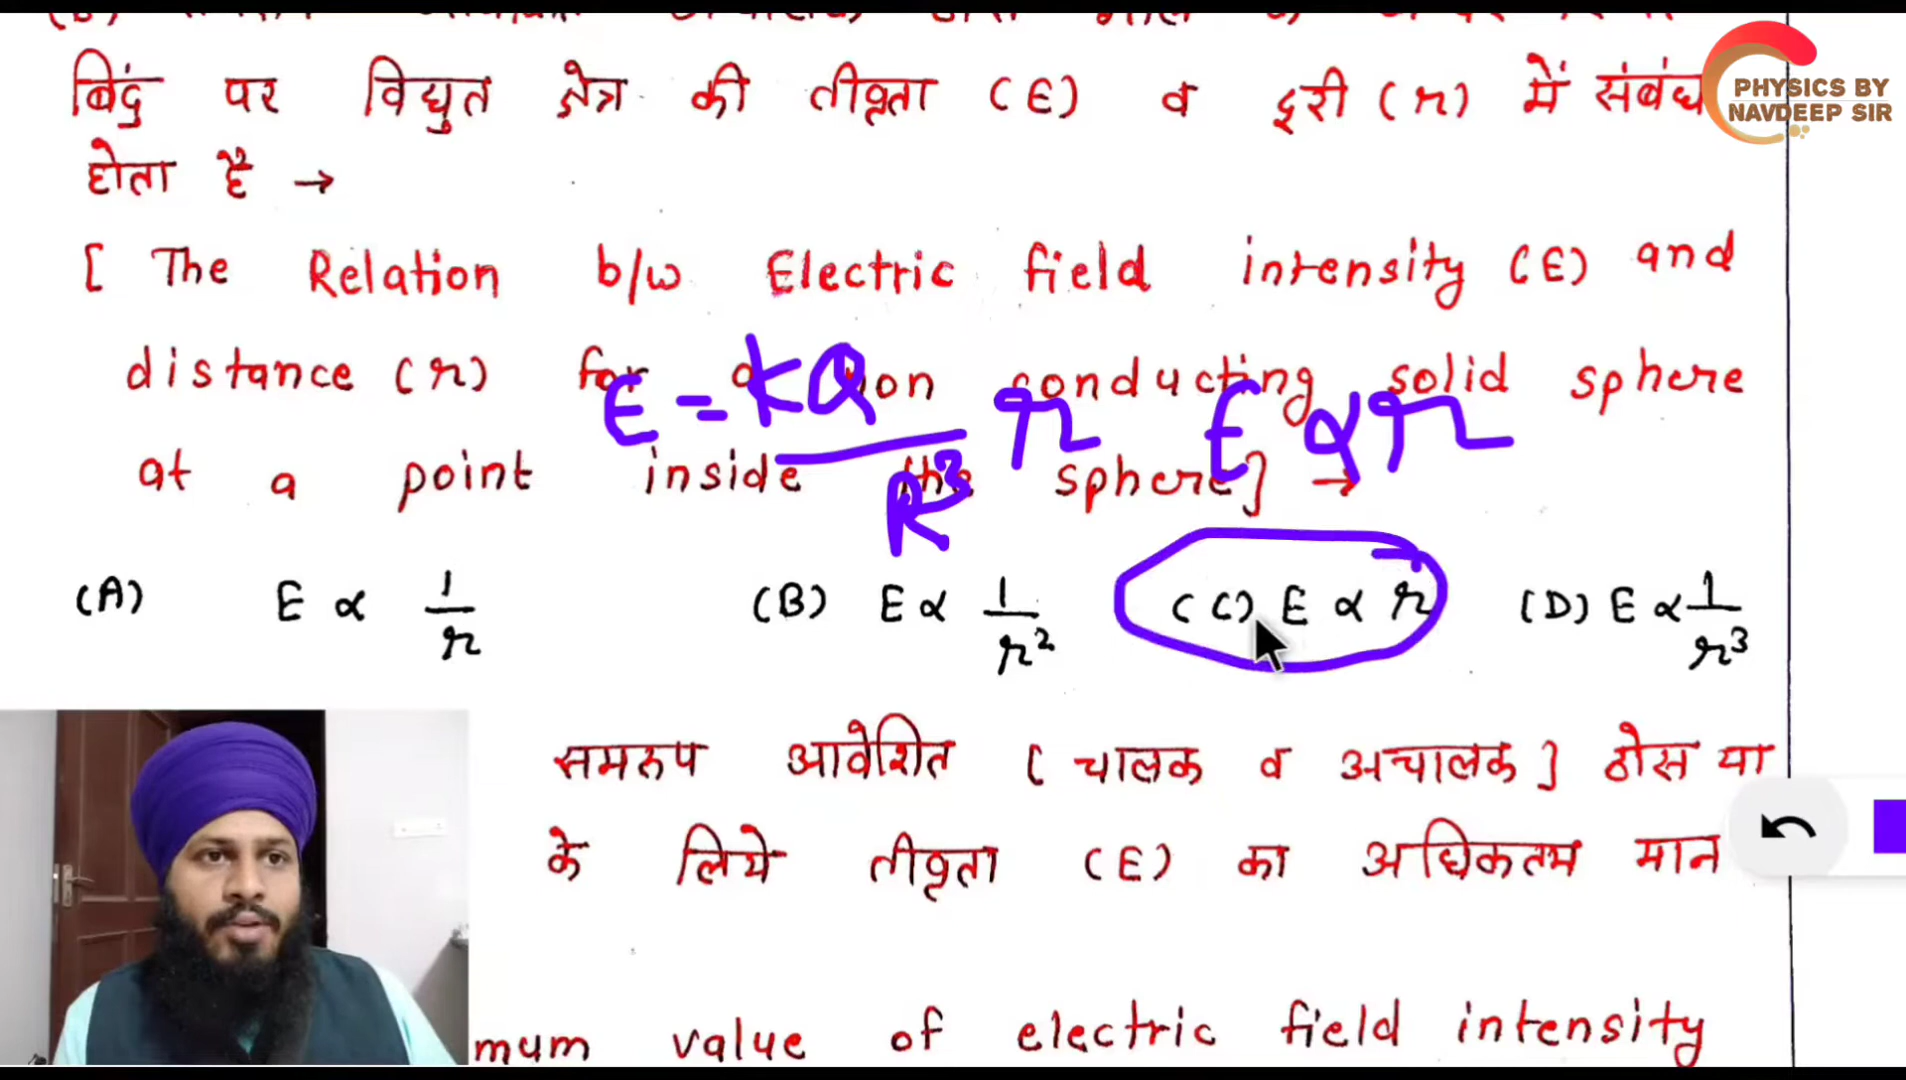 बिंदु पर विद्युत क्षेत्र की तीव्रता (E) व दूरी (r) में संबंध
होता है →
[ The Relation b/w Electric field intensity (E) and
distance (r) for a non conducting solid sphere
at a point inside the sphere] →
E = KQ/R³ r E ∝ r
(A) E ∝ 1/r (B) E ∝ 1/r² (C) E ∝ r (D) E ∝ 1/r³
समरुप आवेशित [ चालक व अचालक ] ठोस या
के लिये तीव्रता (E) का अधिकतम मान
mum value of electric field intensity
PHYSICS BY
NAVDEEP SIR